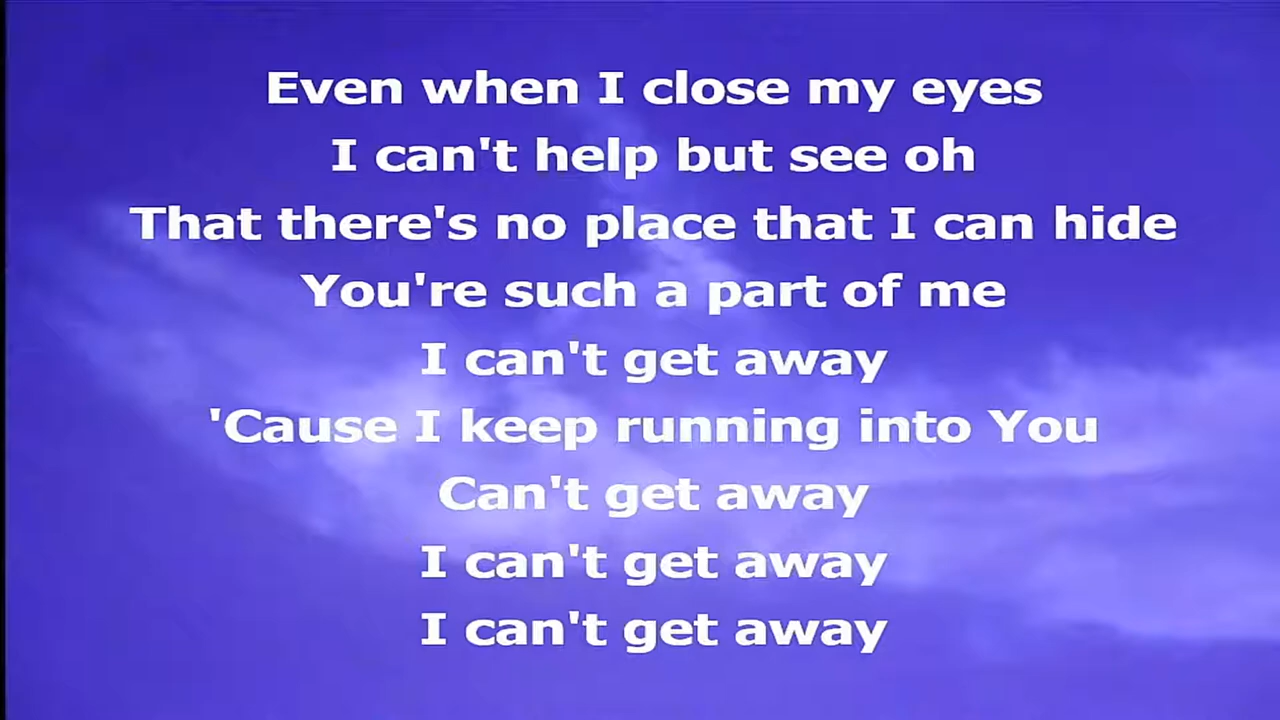 Even when I close my eyes
I can't help but see oh
That there's no place that I can hide
You're such a part of me
I can't get away
'Cause I keep running into You
Can't get away
I can't get away
I can't get away